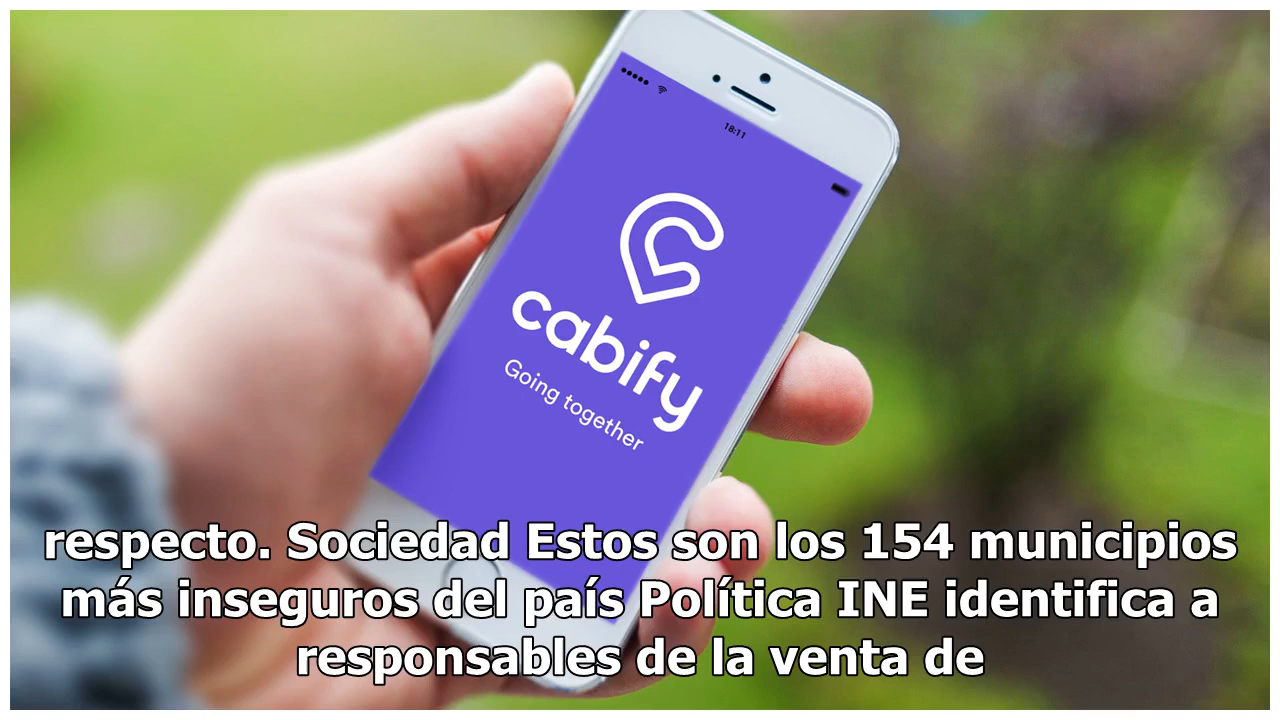 18:11
cabify
Going together
respecto. Sociedad Estos son los 154 municipios
más inseguros del país Política INE identifica a
responsables de la venta de